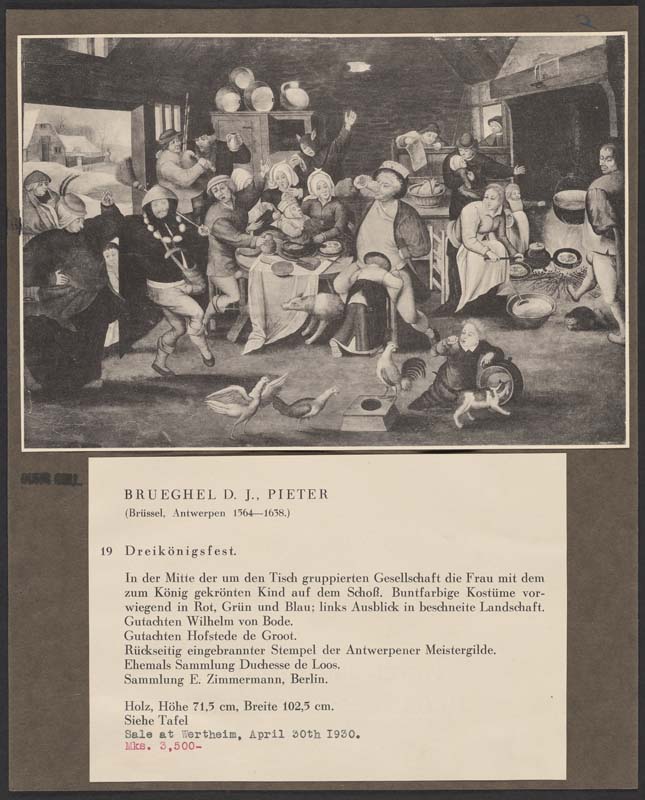 BRUEGHEL D. J., PIETER
(Brüssel, Antwerpen 1564—1638.)
19 Dreikönigsfest.
In der Mitte der um den Tisch gruppierten Gesellschaft die Frau mit dem
zum König gekrönten Kind auf dem Schoß. Buntfarbige Kostüme vor-
wiegend in Rot, Grün und Blau; links Ausblick in beschneite Landschaft.
Gutachten Wilhelm von Bode.
Gutachten Hofstede de Groot.
Rückseitig eingebrannter Stempel der Antwerpener Meistergilde.
Ehemals Sammlung Duchesse de Loos.
Sammlung E. Zimmermann, Berlin.
Holz, Höhe 71,5 cm, Breite 102,5 cm.
Siehe Tafel
Sale at Wertheim, April 30th 1930.
Mks. 3,500-